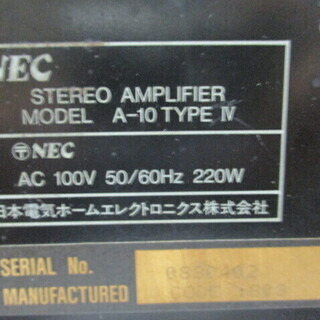 NEC
STEREO AMPLIFIER
MODEL A-10 TYPE Ⅳ
〒NEC
AC 100V 50/60Hz 220W
日本電気ホームエレクトロニクス株式会社
SERIAL No.
MANUFACTURED